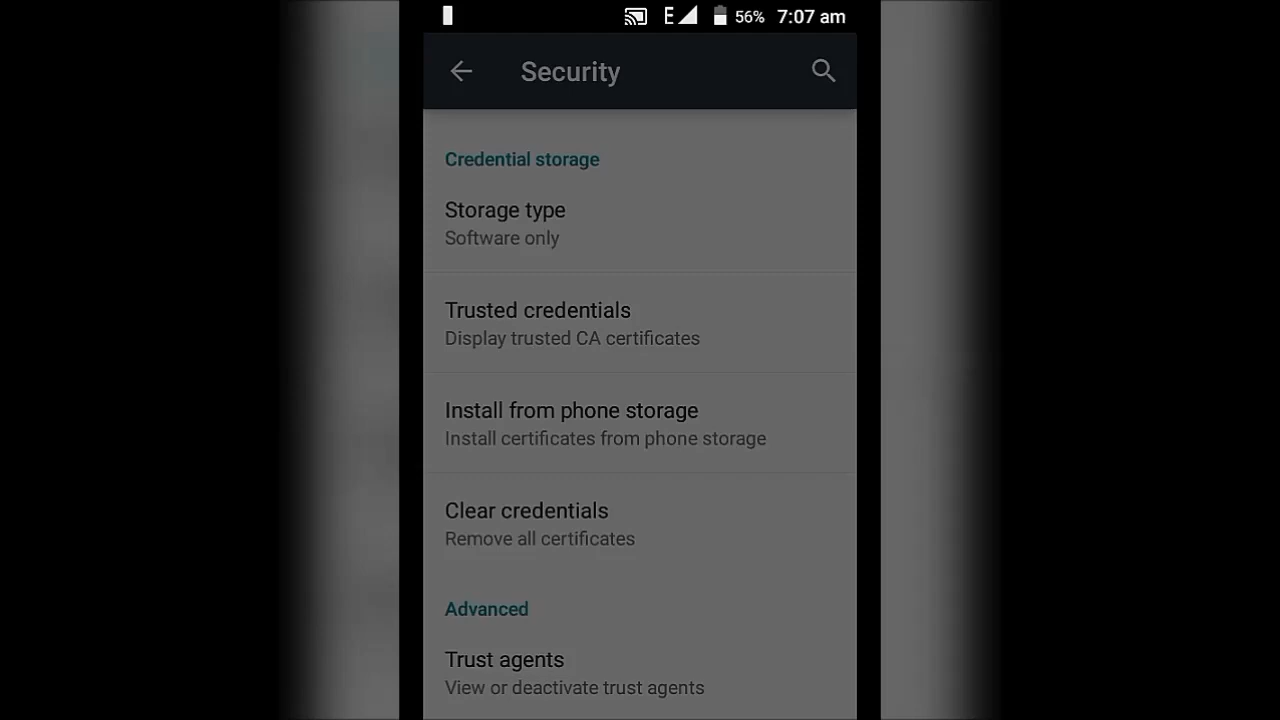 E 56% 7:07 am
Security
Credential storage
Storage type
Software only
Trusted credentials
Display trusted CA certificates
Install from phone storage
Install certificates from phone storage
Clear credentials
Remove all certificates
Advanced
Trust agents
View or deactivate trust agents